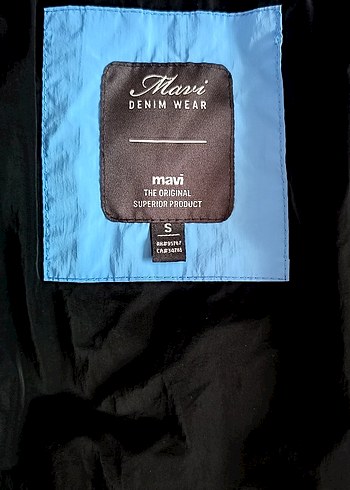 Mavi
DENIM WEAR
mavi
THE ORIGINAL
SUPERIOR PRODUCT
S